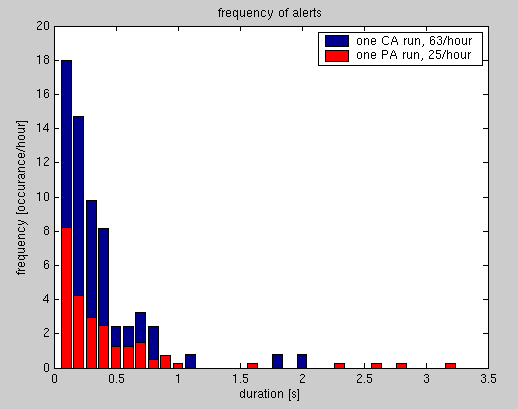 frequency of alerts
one CA run, 63/hour
one PA run, 25/hour
frequency [occurance/hour]
20
18
16
14
12
10
8
6
4
2
0
0 0.5 1 1.5 2 2.5 3 3.5
duration [s]